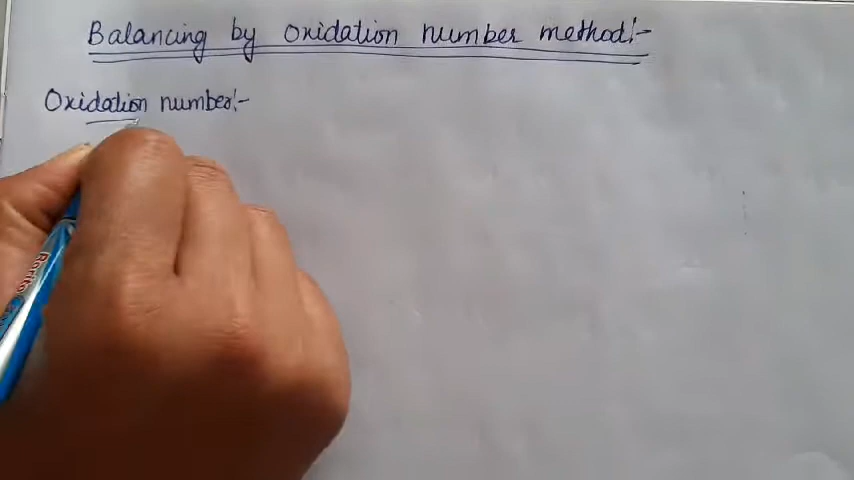 Balancing by Oxidation number method:-
Oxidation number:-